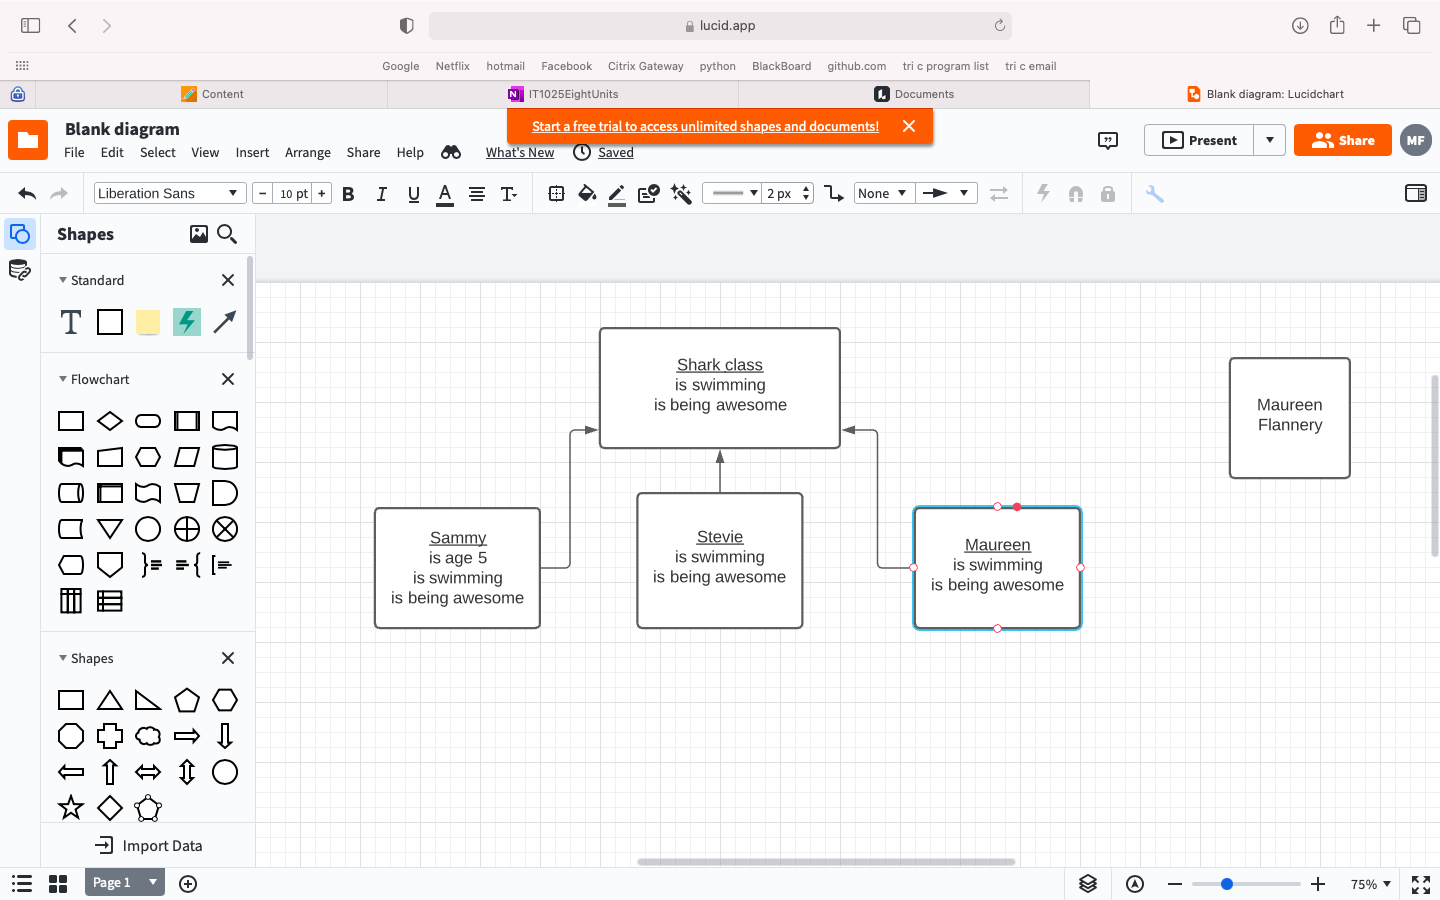 lucid.app
Google Netflix hotmail Facebook Citrix Gateway python BlackBoard github.com tri c program list tri c email
Content IT1025EightUnits Documents Blank diagram: Lucidchart
Start a free trial to access unlimited shapes and documents!
Blank diagram
File Edit Select View Insert Arrange Share Help What's New Saved
Present Share MF
Liberation Sans 10 pt B I U A T 2 px None
Shapes
Standard
T
Flowchart
Shapes
Import Data
Shark class
is swimming
is being awesome
Maureen
Flannery
Sammy
is age 5
is swimming
is being awesome
Stevie
is swimming
is being awesome
Maureen
is swimming
is being awesome
Page 1 75%